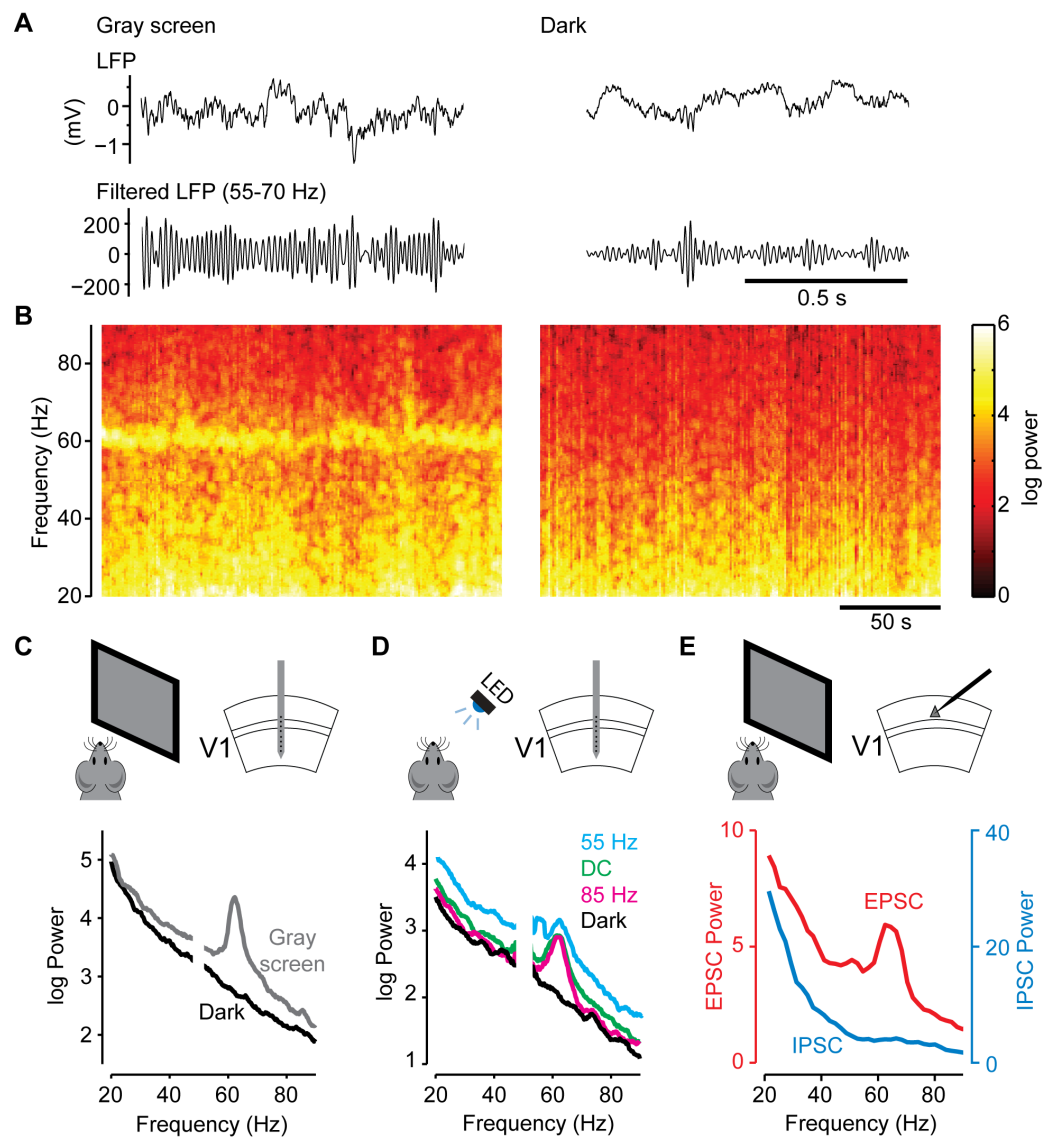 A
Gray screen
Dark
LFP
(mV)
0
−1
Filtered LFP (55-70 Hz)
200
0
−200
0.5 s
B
Frequency (Hz)
80
60
40
20
6
4
2
0
log power
50 s
C
V1
log Power
5
4
3
2
Gray
screen
Dark
20 40 60 80
Frequency (Hz)
D
LED
V1
log Power
4
3
2
1
55 Hz
DC
85 Hz
Dark
20 40 60 80
Frequency (Hz)
E
V1
EPSC Power
10
5
0
EPSC
IPSC
40
20
0
IPSC Power
20 40 60 80
Frequency (Hz)